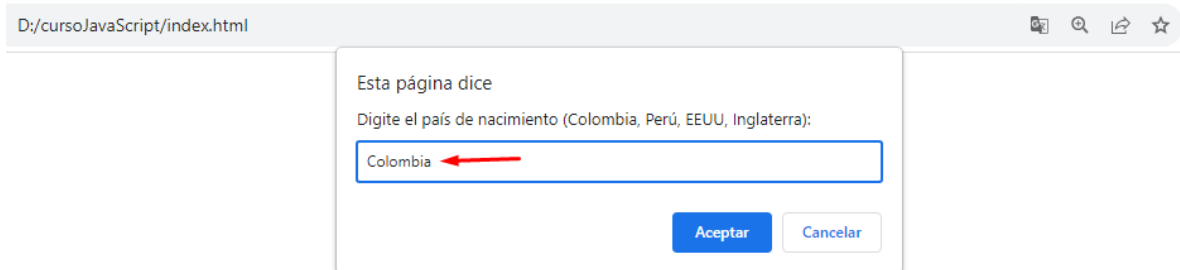 D:/cursoJavaScript/index.html
Esta página dice
Digite el país de nacimiento (Colombia, Perú, EEUU, Inglaterra):
Colombia
Aceptar Cancelar